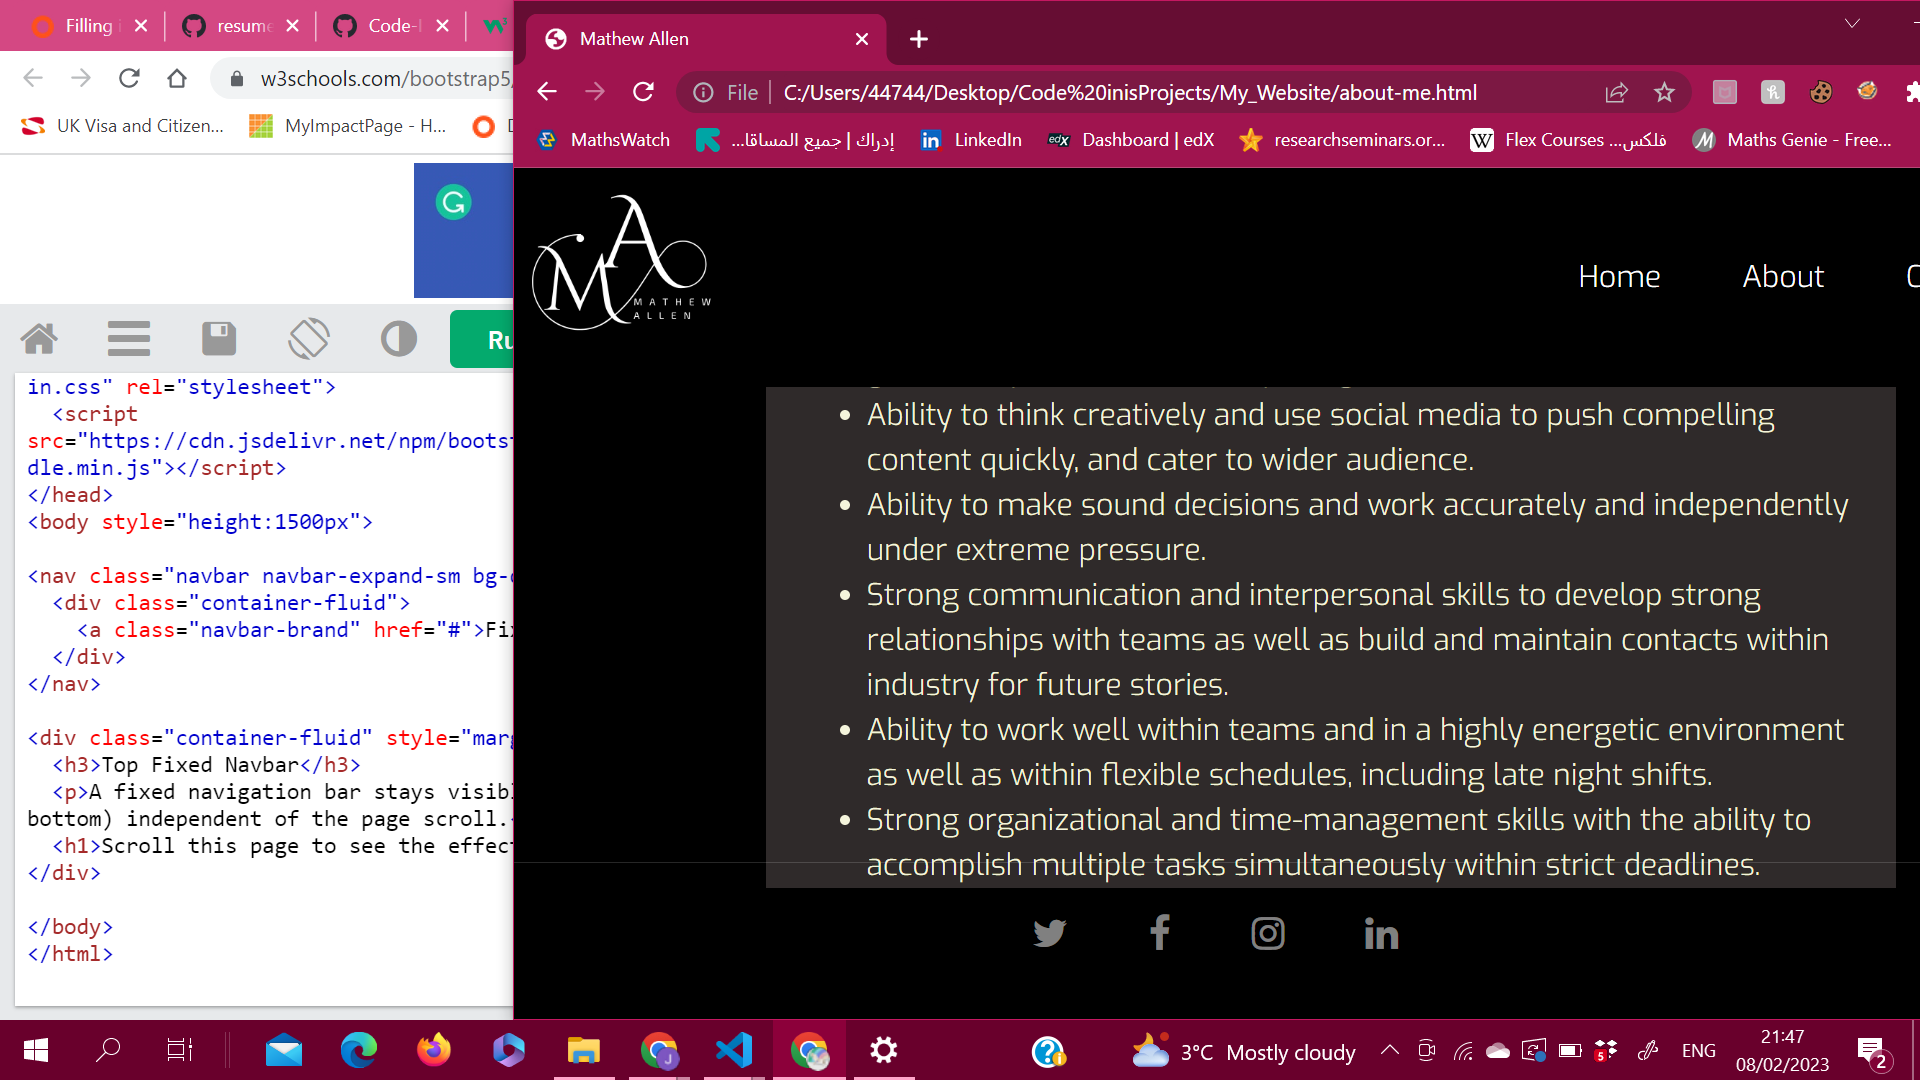 Filling
resume
Code-
Mathew Allen
w3schools.com/bootstrap5/
File
C:/Users/44744/Desktop/Code%20inisProjects/My_Website/about-me.html
UK Visa and Citizen...
MyImpactPage - H...
MathsWatch
إدراك | جميع المساقا...
LinkedIn
Dashboard | edX
researchseminars.or...
Flex Courses ...فلكس
Maths Genie - Free...
MATHEW
ALLEN
Home
About
in.css" rel="stylesheet">
<script
src="https://cdn.jsdelivr.net/npm/boots
dle.min.js"></script>
</head>
<body style="height:1500px">
<nav class="navbar navbar-expand-sm bg-
<div class="container-fluid">
<a class="navbar-brand" href="#">Fi
</div>
</nav>
<div class="container-fluid" style="mar
<h3>Top Fixed Navbar</h3>
<p>A fixed navigation bar stays visib
bottom) independent of the page scroll.
<h1>Scroll this page to see the effec
</div>
</body>
</html>
• Ability to think creatively and use social media to push compelling
content quickly, and cater to wider audience.
• Ability to make sound decisions and work accurately and independently
under extreme pressure.
• Strong communication and interpersonal skills to develop strong
relationships with teams as well as build and maintain contacts within
industry for future stories.
• Ability to work well within teams and in a highly energetic environment
as well as within flexible schedules, including late night shifts.
• Strong organizational and time-management skills with the ability to
accomplish multiple tasks simultaneously within strict deadlines.
3°C Mostly cloudy
5
ENG
21:47
08/02/2023
2